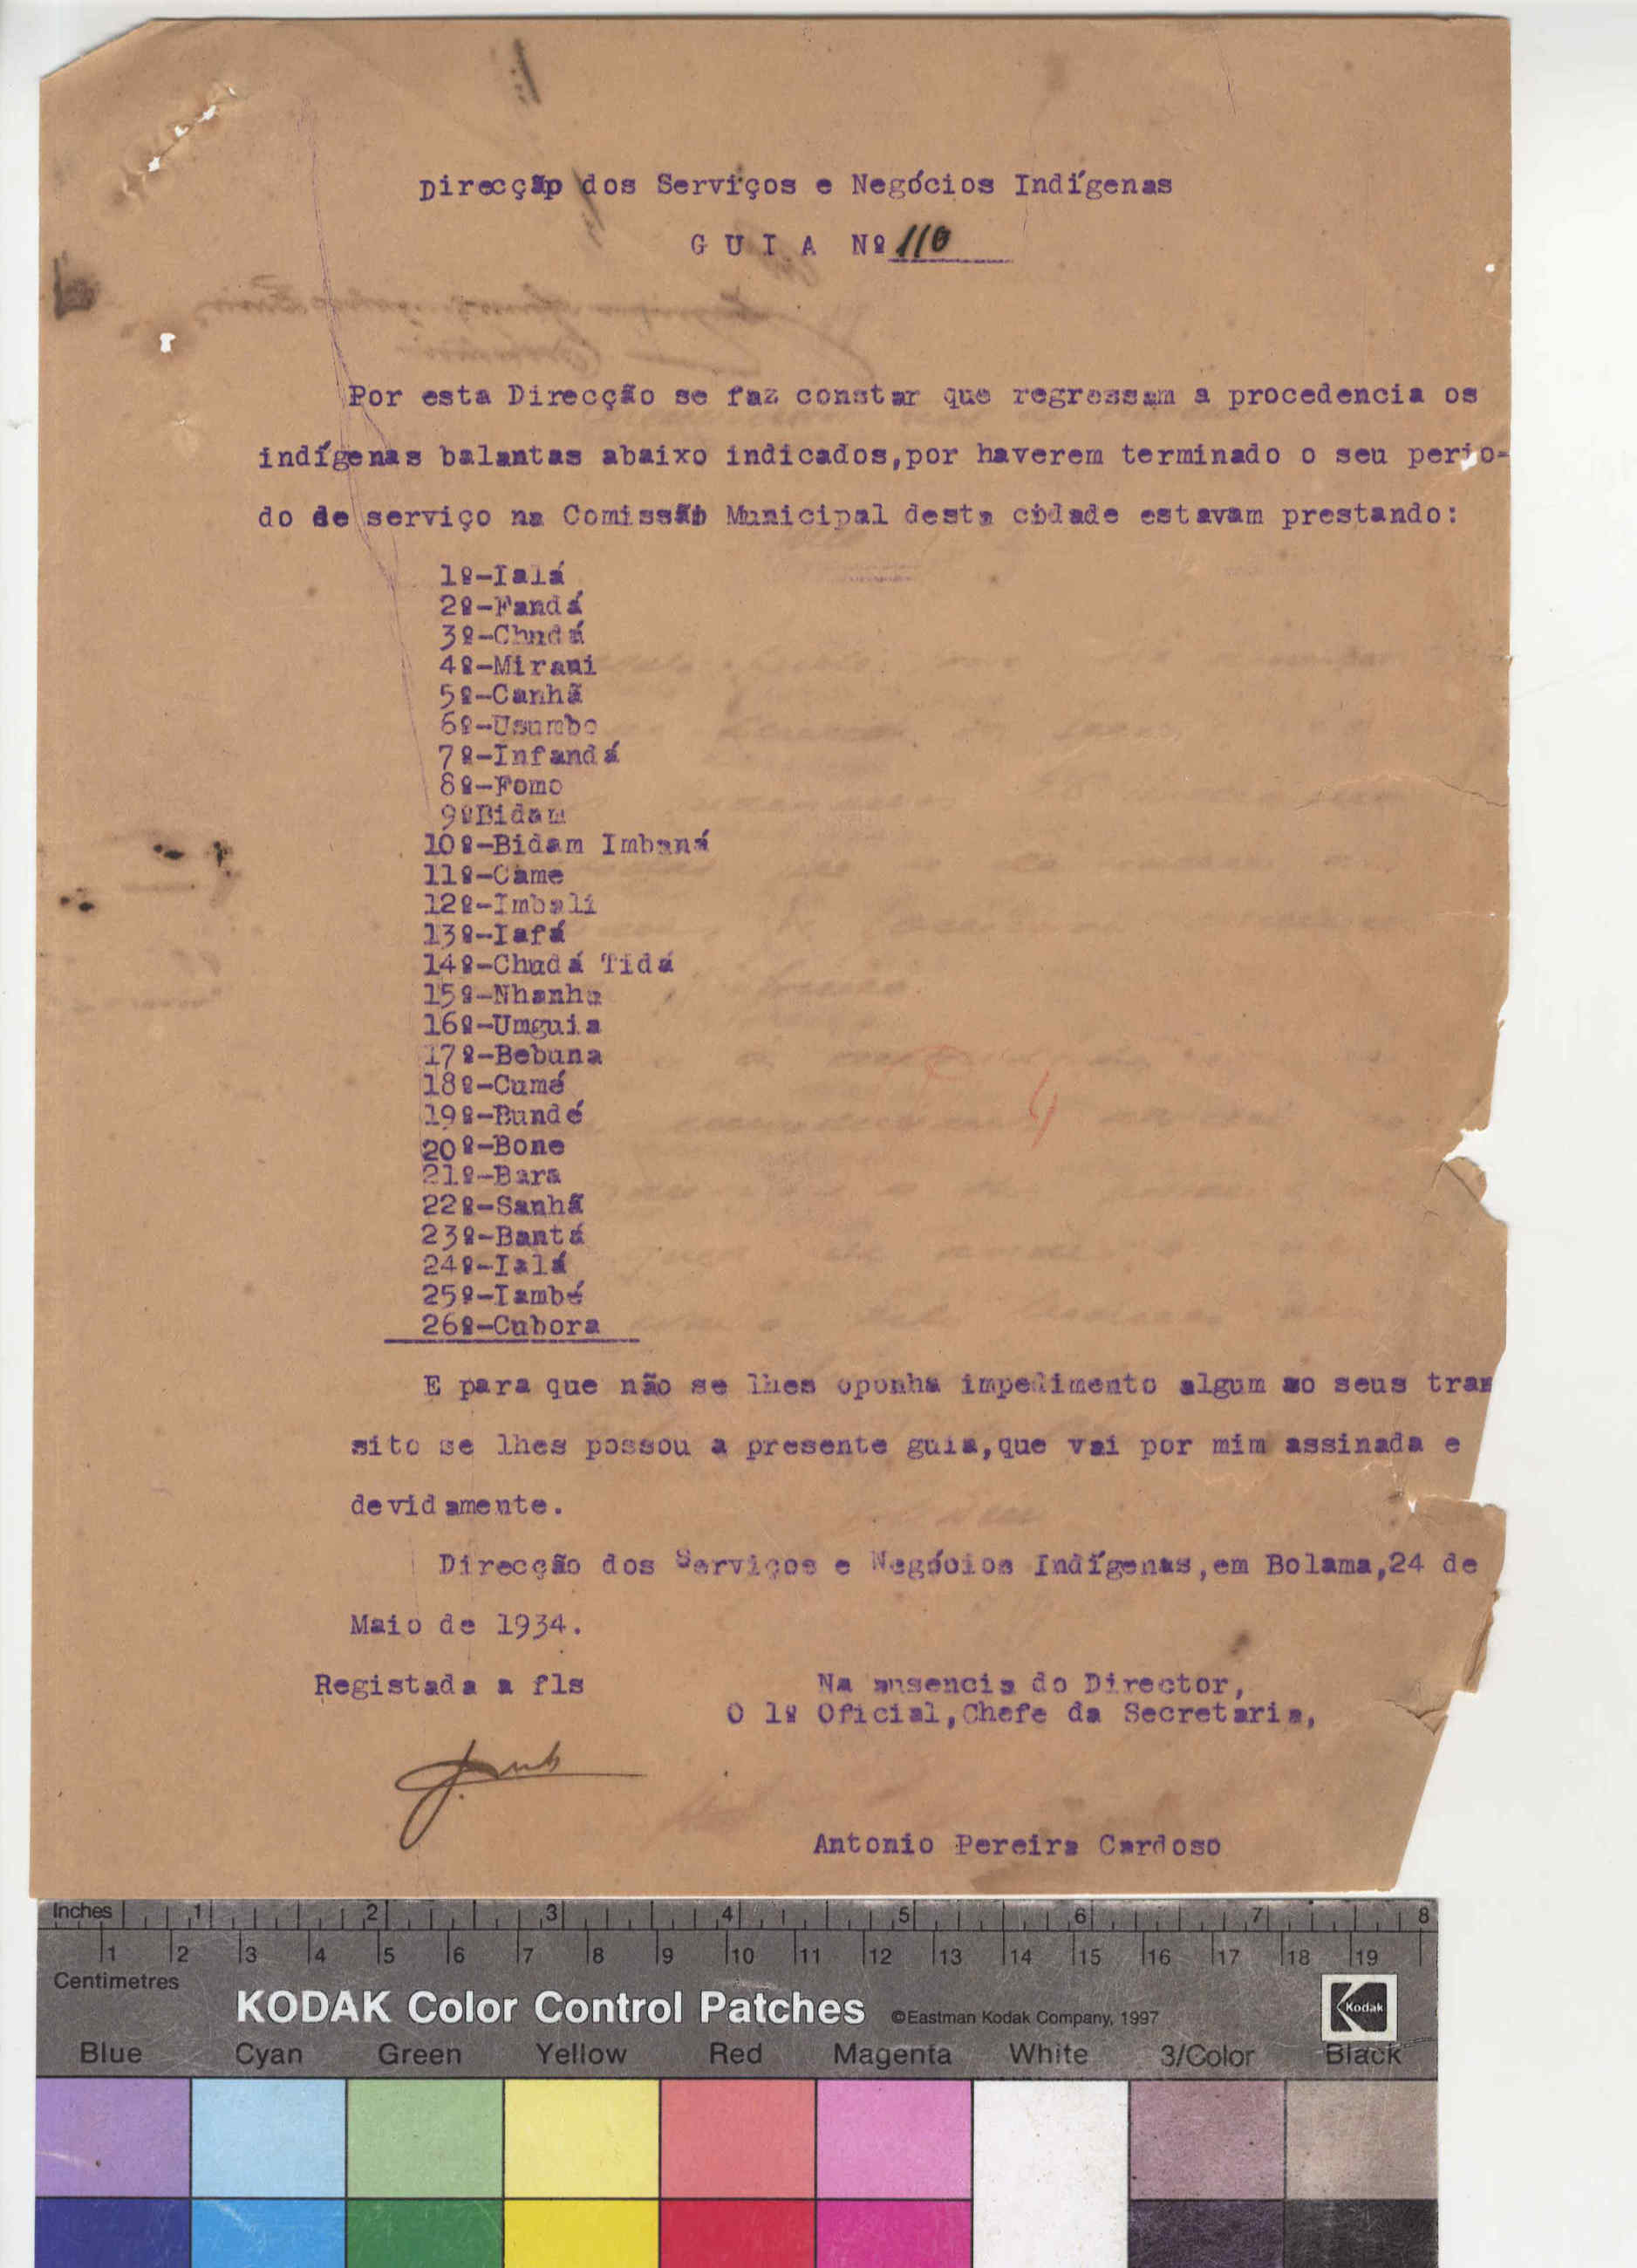 Direcção dos Serviços e Negócios Indígenas
G U I A Nº 110
Por esta Direcção se faz constar que regressam a procedencia os
indígenas balantas abaixo indicados,por haverem terminado o seu perio-
do de serviço na Comissão Municipal desta cidade estavam prestando:
1º-Ialá
2º-Fandá
3º-Chudá
4º-Miraui
5º-Canhã
6º-Usumbo
7º-Infandá
8º-Fomo
9ºBidam
10º-Bidam Imbaná
11º-Came
12º-Imbali
13º-Iafá
14º-Chudá Tidá
15º-Nhanha
16º-Umguia
17º-Bebuna
18º-Cumé
19º-Bundé
20º-Bone
21º-Bara
22º-Sanhã
23º-Bantá
24º-Ialá
25º-Iambé
26º-Cubora
E para que não se lhes oponha impedimento algum ao seus tran
sito se lhes possou a presente guia,que vai por mim assinada e
devidamente.
Direcção dos Serviços e Negócios Indígenas,em Bolama,24 de
Maio de 1934.
Registada a fls
Na ausencia do Director,
O 1º Oficial,Chefe da Secretaria,
Antonio Pereira Cardoso
Inches 1 2 3 4 5 6 7 8
1 2 3 4 5 6 7 8 9 10 11 12 13 14 15 16 17 18 19
Centimetres
KODAK Color Control Patches ©Eastman Kodak Company, 1997 Kodak
Blue Cyan Green Yellow Red Magenta White 3/Color Black